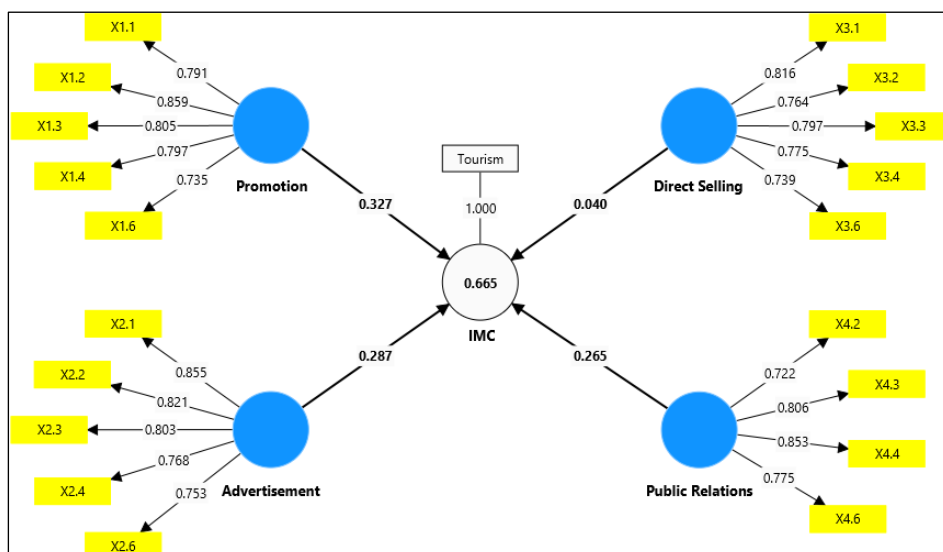 X1.1
X1.2
X1.3
X1.4
X1.6
0.791
0.859
0.805
0.797
0.735
Promotion
0.327
Tourism
1.000
0.665
IMC
X3.1
X3.2
X3.3
X3.4
X3.6
0.816
0.764
0.797
0.775
0.739
Direct Selling
0.040
X2.1
X2.2
X2.3
X2.4
X2.6
0.855
0.821
0.803
0.768
0.753
Advertisement
0.287
X4.2
X4.3
X4.4
X4.6
0.722
0.806
0.853
0.775
Public Relations
0.265